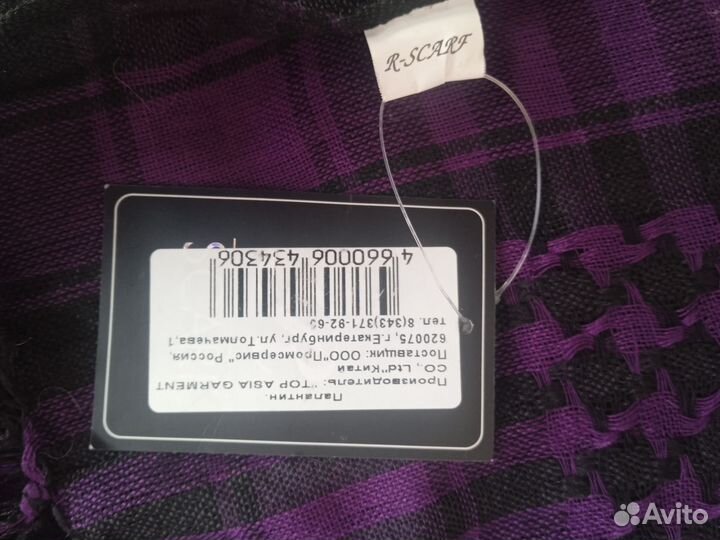 R-SCARF
Палантин.
Производитель: "TOP ASIA GARMENT
CO., Ltd"Китай
Поставщик: ООО"Промсервис" Россия,
620075, г.Екатеринбург, ул.Толмачева,1
тел. 8(343)371-92-6
4 660006 434306
Avito